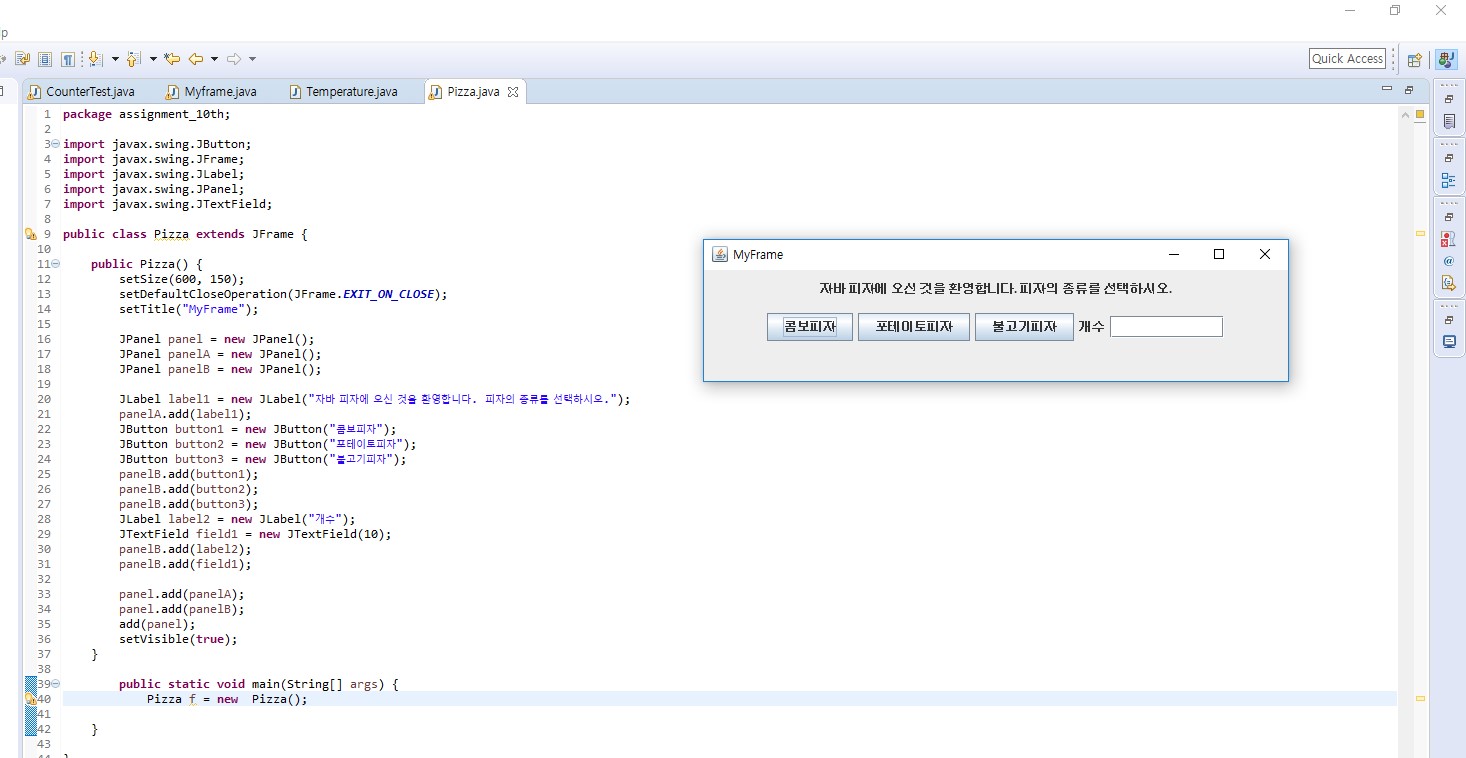 Quick Access
CounterTest.java
Myframe.java
Temperature.java
Pizza.java
1 package assignment_10th;
2
3 import javax.swing.JButton;
4 import javax.swing.JFrame;
5 import javax.swing.JLabel;
6 import javax.swing.JPanel;
7 import javax.swing.JTextField;
8
9 public class Pizza extends JFrame {
10
11 public Pizza() {
12 setSize(600, 150);
13 setDefaultCloseOperation(JFrame.EXIT_ON_CLOSE);
14 setTitle("MyFrame");
15
16 JPanel panel = new JPanel();
17 JPanel panelA = new JPanel();
18 JPanel panelB = new JPanel();
19
20 JLabel label1 = new JLabel("자바 피자에 오신 것을 환영합니다. 피자의 종류를 선택하시오.");
21 panelA.add(label1);
22 JButton button1 = new JButton("콤보피자");
23 JButton button2 = new JButton("포테이토피자");
24 JButton button3 = new JButton("불고기피자");
25 panelB.add(button1);
26 panelB.add(button2);
27 panelB.add(button3);
28 JLabel label2 = new JLabel("개수");
29 JTextField field1 = new JTextField(10);
30 panelB.add(label2);
31 panelB.add(field1);
32
33 panel.add(panelA);
34 panel.add(panelB);
35 add(panel);
36 setVisible(true);
37 }
38
39 public static void main(String[] args) {
40 Pizza f = new  Pizza();
41
42 }
43
MyFrame
자바 피자에 오신 것을 환영합니다. 피자의 종류를 선택하시오.
콤보피자 포테이토피자 불고기피자 개수